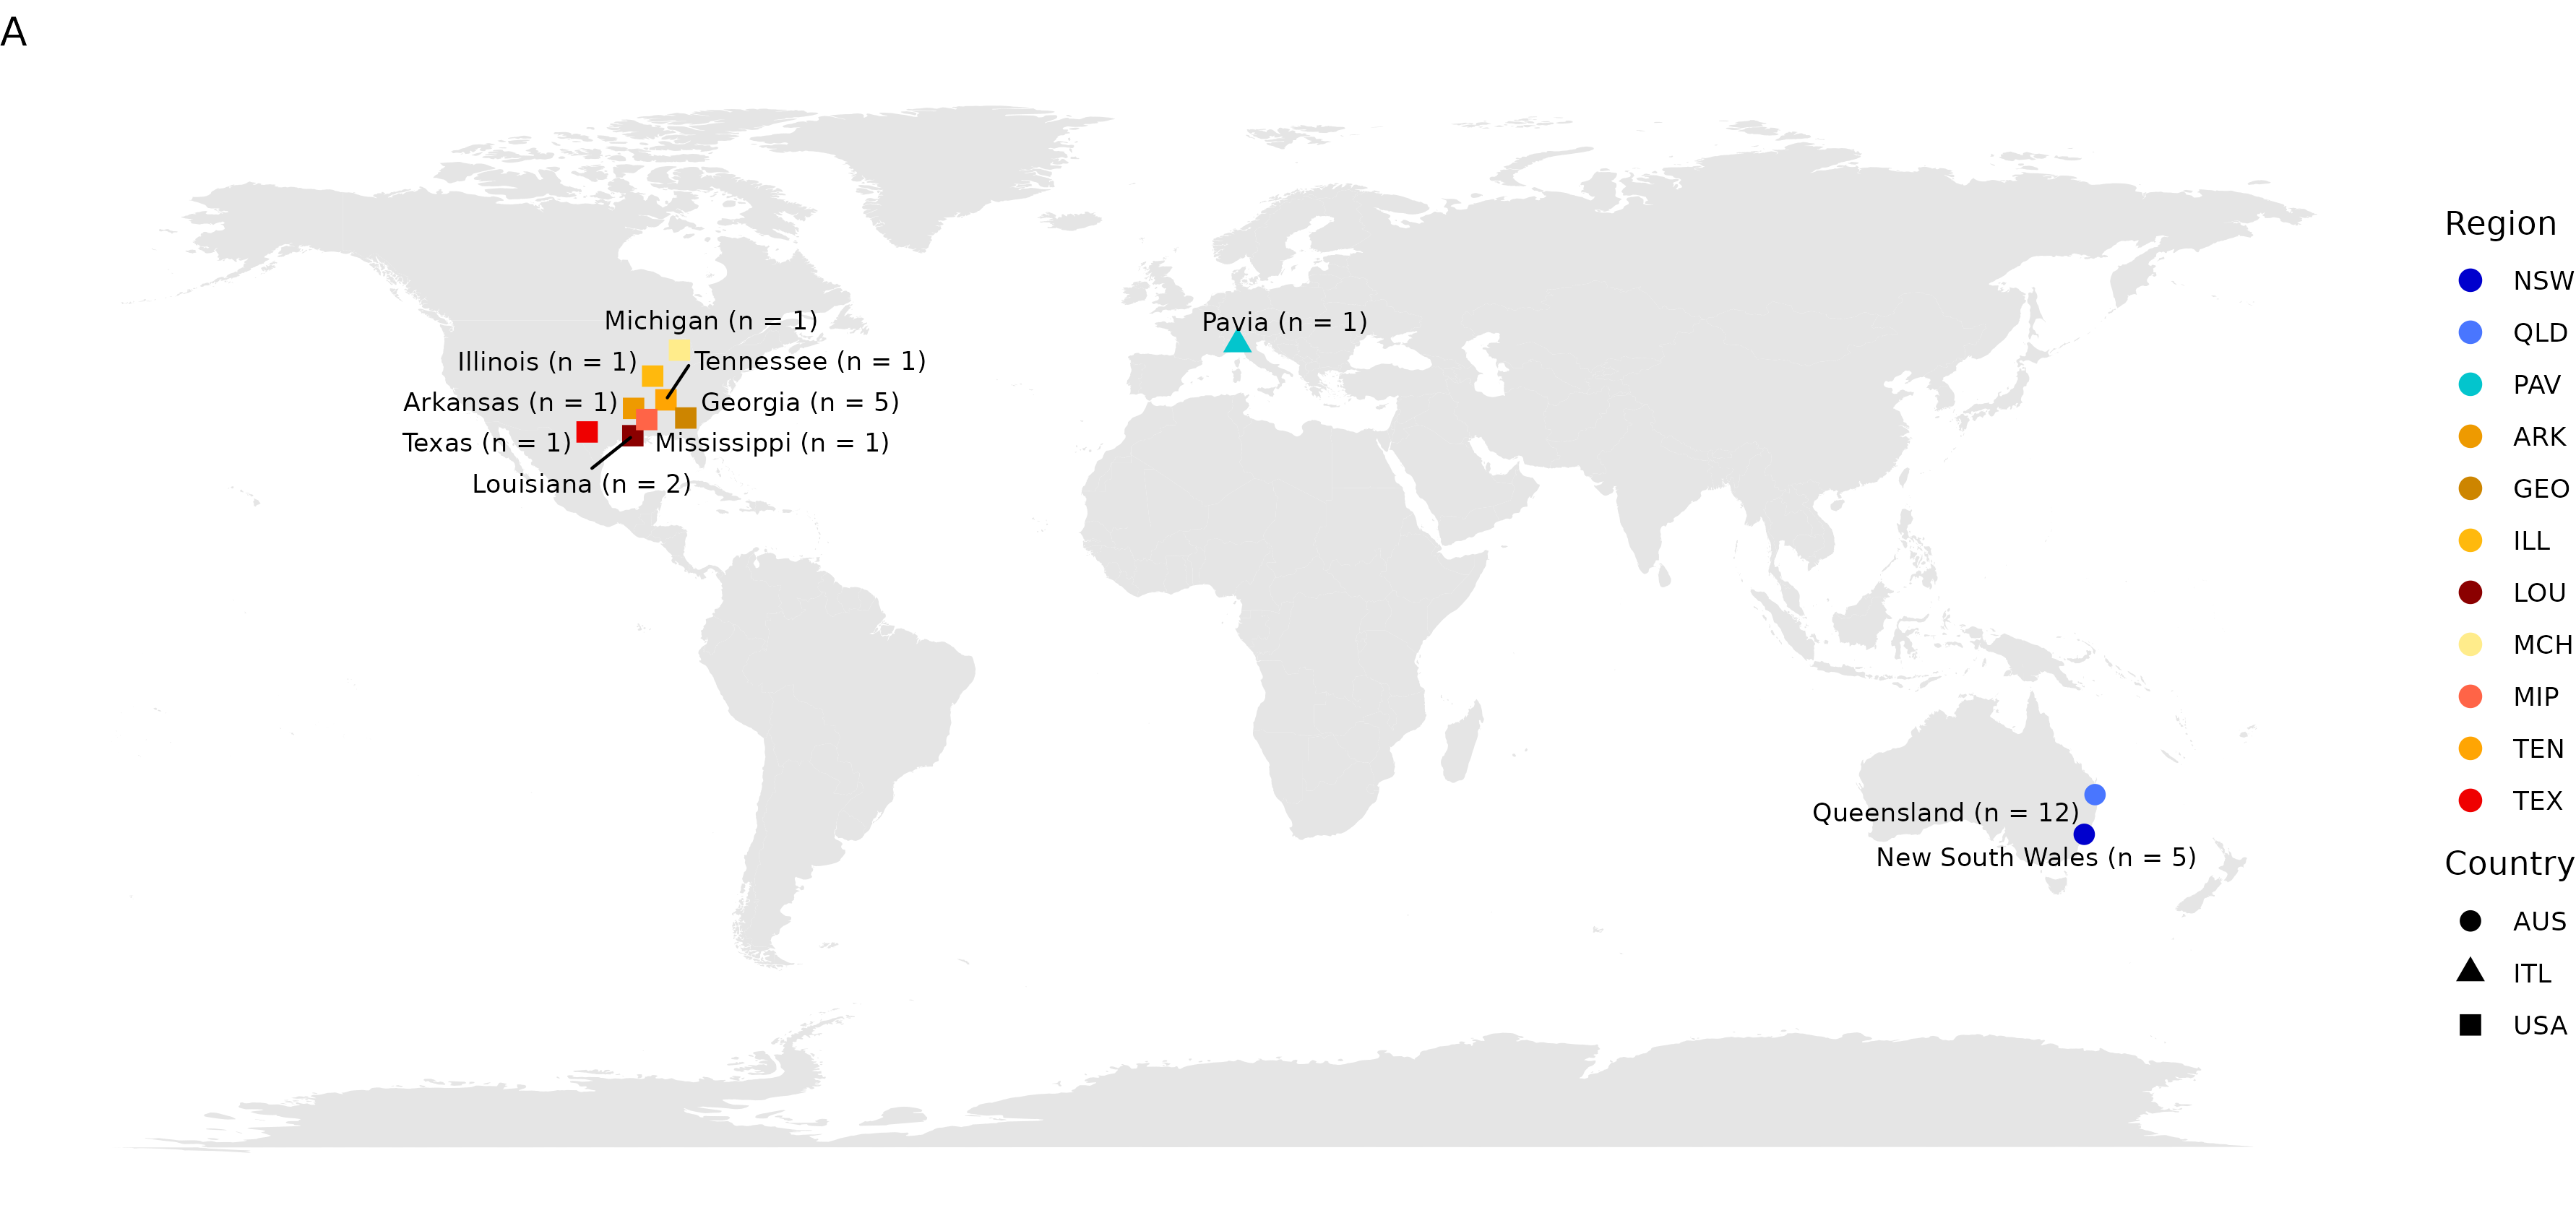 A
Michigan (n = 1)
Illinois (n = 1)
Tennessee (n = 1)
Arkansas (n = 1)
Georgia (n = 5)
Texas (n = 1)
Mississippi (n = 1)
Louisiana (n = 2)
Pavia (n = 1)
Queensland (n = 12)
New South Wales (n = 5)
Region
NSW
QLD
PAV
ARK
GEO
ILL
LOU
MCH
MIP
TEN
TEX
Country
AUS
ITL
USA